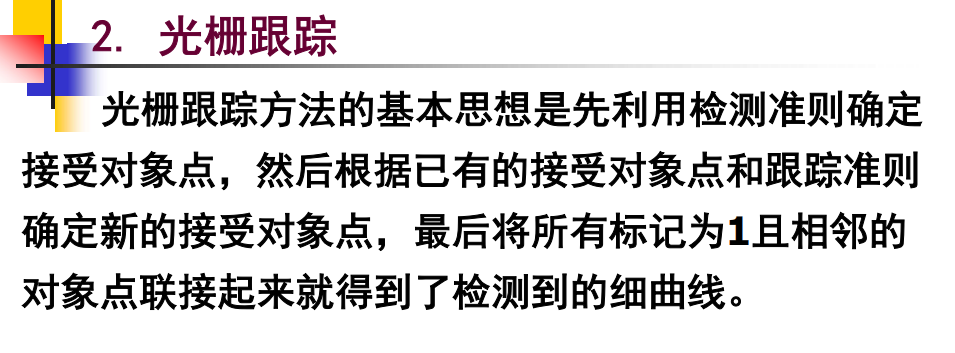 2. 光栅跟踪
光栅跟踪方法的基本思想是先利用检测准则确定
接受对象点，然后根据已有的接受对象点和跟踪准则
确定新的接受对象点，最后将所有标记为1且相邻的
对象点联接起来就得到了检测到的细曲线。